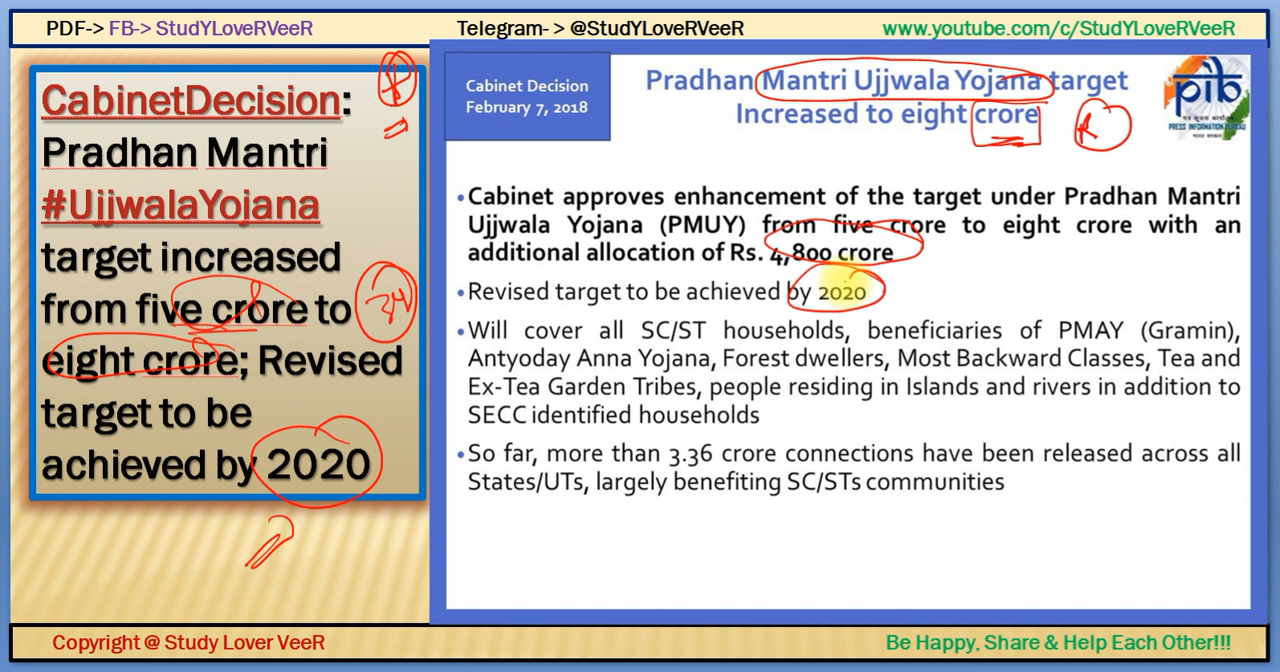 PDF-> FB-> StudYLoveRVeeR
Telegram- > @StudYLoveRVeeR
www.youtube.com/c/StudYLoveRVeeR
CabinetDecision:
Pradhan Mantri
#UjjwalaYojana
target increased
from five crore to
eight crore; Revised
target to be
achieved by 2020
8
24
Cabinet Decision
February 7, 2018
Pradhan Mantri Ujjwala Yojana target
Increased to eight crore
pib
PRESS INFORMATION BUREAU
•Cabinet approves enhancement of the target under Pradhan Mantri
Ujjwala Yojana (PMUY) from five crore to eight crore with an
additional allocation of Rs. 4,800 crore
•Revised target to be achieved by 2020
•Will cover all SC/ST households, beneficiaries of PMAY (Gramin),
Antyoday Anna Yojana, Forest dwellers, Most Backward Classes, Tea and
Ex-Tea Garden Tribes, people residing in Islands and rivers in addition to
SECC identified households
•So far, more than 3.36 crore connections have been released across all
States/UTs, largely benefiting SC/STs communities
Copyright @ Study Lover VeeR
Be Happy, Share & Help Each Other!!!